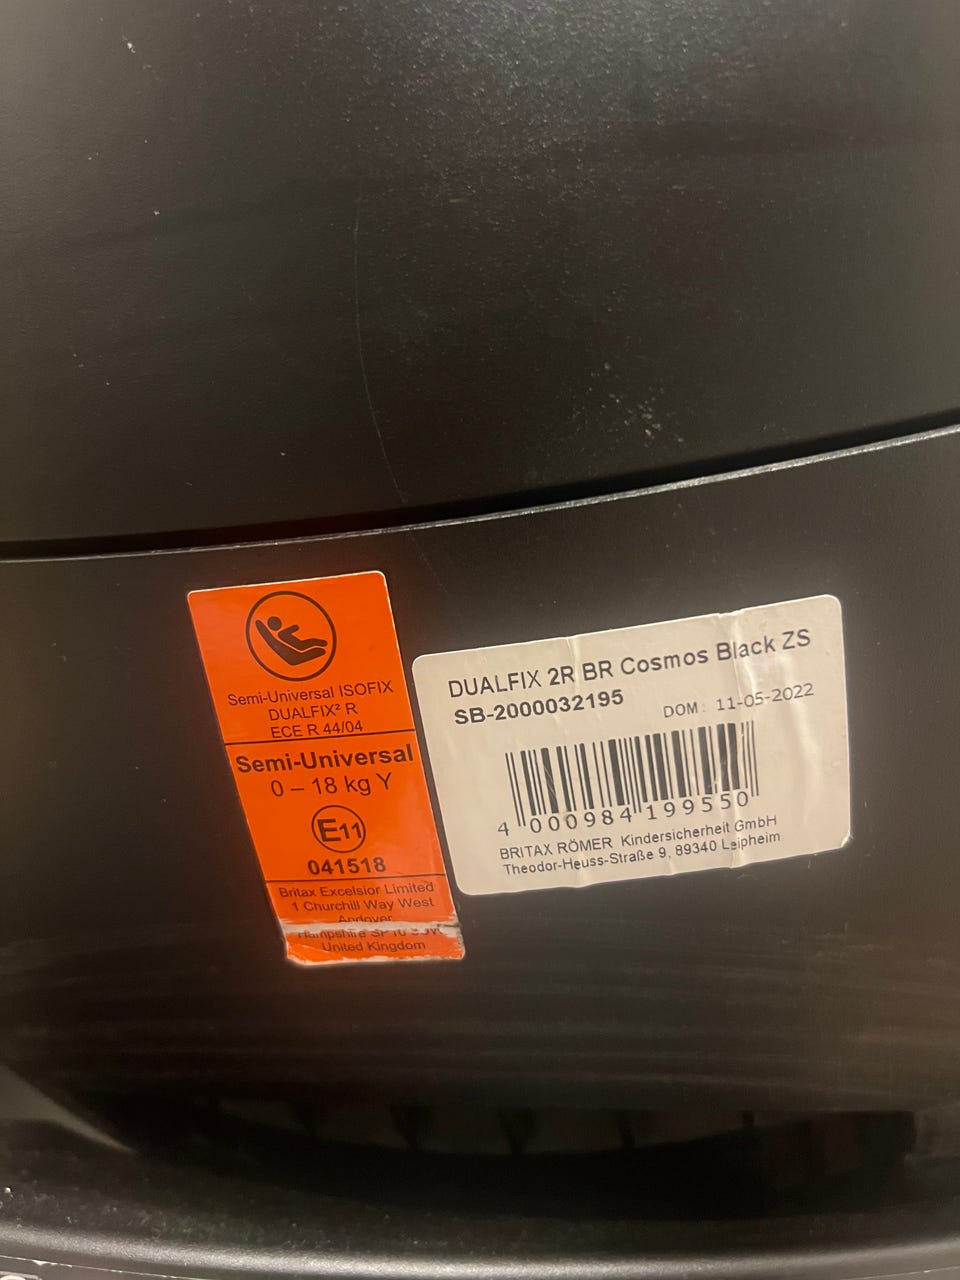 Semi-Universal ISOFIX
DUALFIX² R
ECE R 44/04
Semi-Universal
0 – 18 kg Y
E11
041518
Britax Excelsior Limited
1 Churchill Way West
Andover
Hampshire SP10
United Kingdom
DUALFIX 2R BR Cosmos Black ZS
SB-2000032195
DOM: 11-05-2022
4 000984 199550
BRITAX RÖMER Kindersicherheit GmbH
Theodor-Heuss-Straße 9, 89340 Leipheim